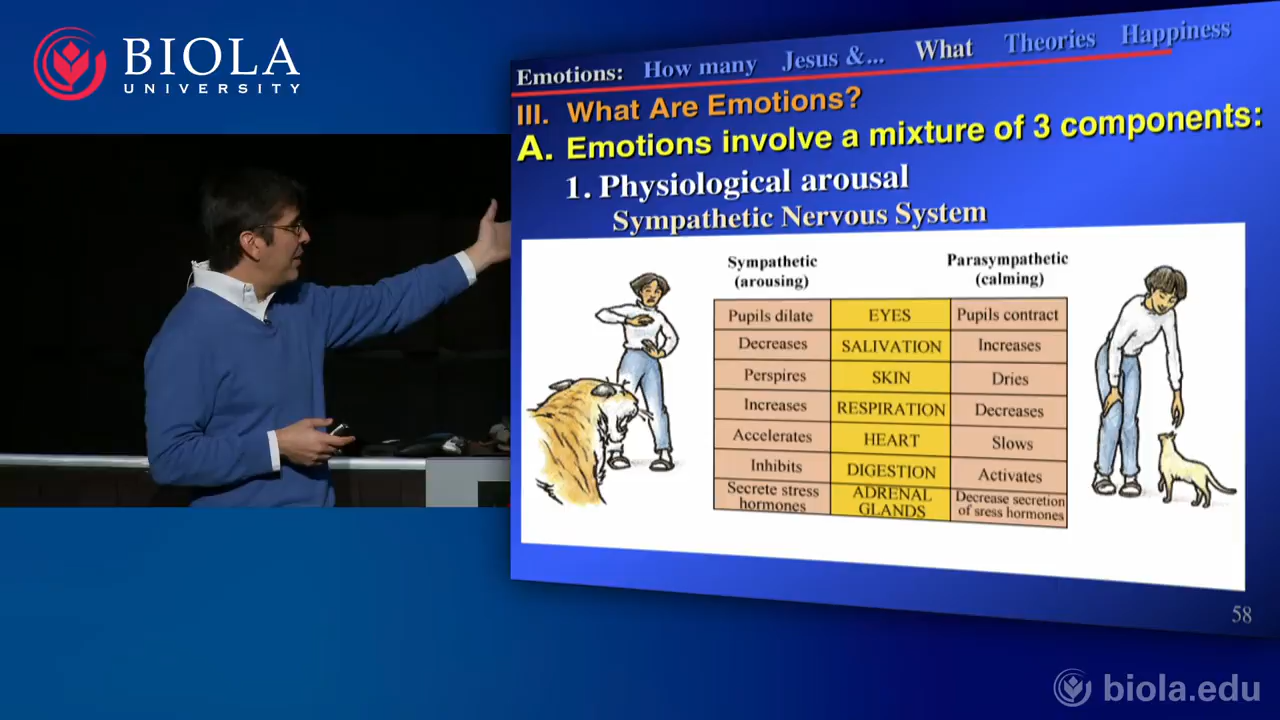 BIOLA
UNIVERSITY
Emotions: How many Jesus &... What Theories Happiness
III. What Are Emotions?
A. Emotions involve a mixture of 3 components:
1. Physiological arousal
Sympathetic Nervous System
Sympathetic
(arousing)
Parasympathetic
(calming)
Pupils dilate EYES Pupils contract
Decreases SALIVATION Increases
Perspires SKIN Dries
Increases RESPIRATION Decreases
Accelerates HEART Slows
Inhibits DIGESTION Activates
Secrete stress
hormones
ADRENAL
GLANDS
Decrease secretion
of sress hormones
58
biola.edu